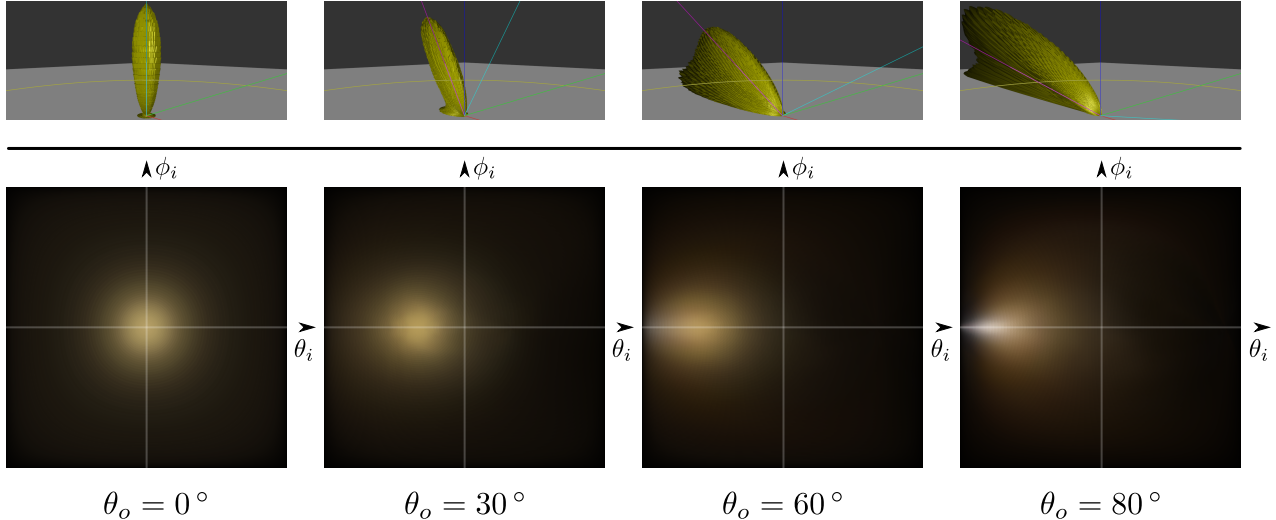 ϕᵢ ϕᵢ ϕᵢ ϕᵢ
θᵢ θᵢ θᵢ θᵢ
θₒ = 0° θₒ = 30° θₒ = 60° θₒ = 80°